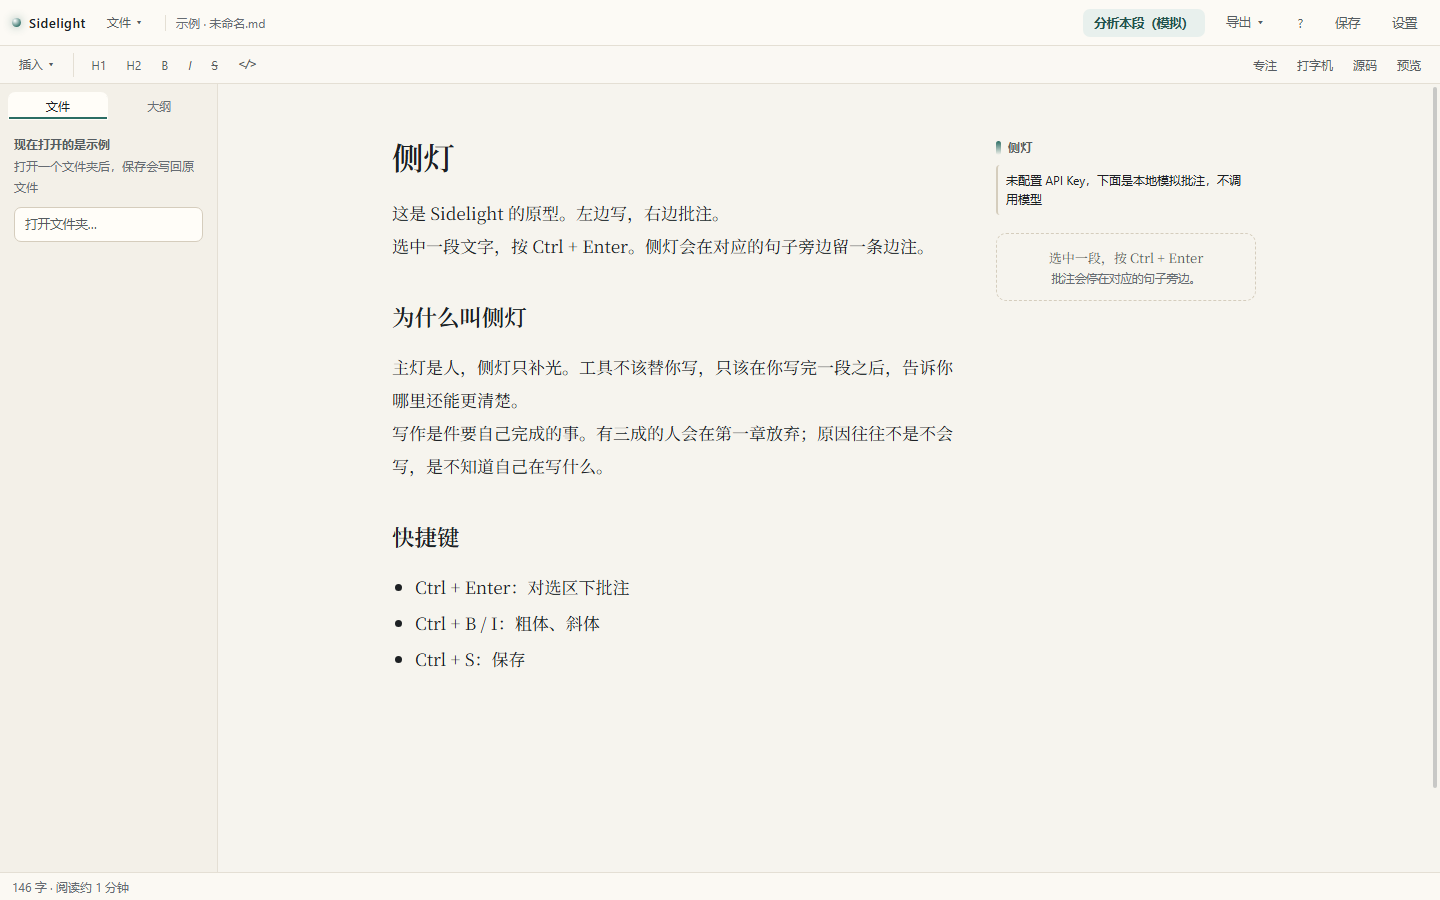 Sidelight 文件 ▾ 示例 · 未命名.md 分析本段（模拟） 导出 ▾ ? 保存 设置
插入 ▾ H1 H2 B I S </> 专注 打字机 源码 预览
文件 大纲
现在打开的是示例
打开一个文件夹后，保存会写回原
文件
打开文件夹...
侧灯
这是 Sidelight 的原型。左边写，右边批注。
选中一段文字，按 Ctrl + Enter。侧灯会在对应的句子旁边留一条边注。
为什么叫侧灯
主灯是人，侧灯只补光。工具不该替你写，只该在你写完一段之后，告诉你
哪里还能更清楚。
写作是件要自己完成的事。有三成的人会在第一章放弃；原因往往不是不会
写，是不知道自己在写什么。
快捷键
• Ctrl + Enter：对选区下批注
• Ctrl + B / I：粗体、斜体
• Ctrl + S：保存
侧灯
未配置 API Key，下面是本地模拟批注，不调
用模型
选中一段，按 Ctrl + Enter
批注会停在对应的句子旁边。
146 字 · 阅读约 1 分钟